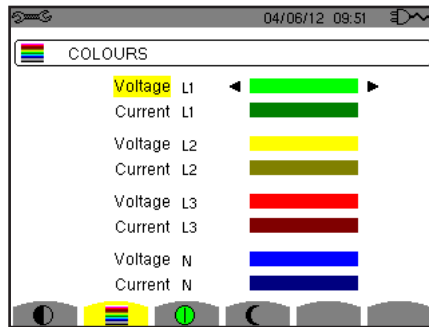 04/06/12 09:51
COLOURS
Voltage L1
Current L1
Voltage L2
Current L2
Voltage L3
Current L3
Voltage N
Current N